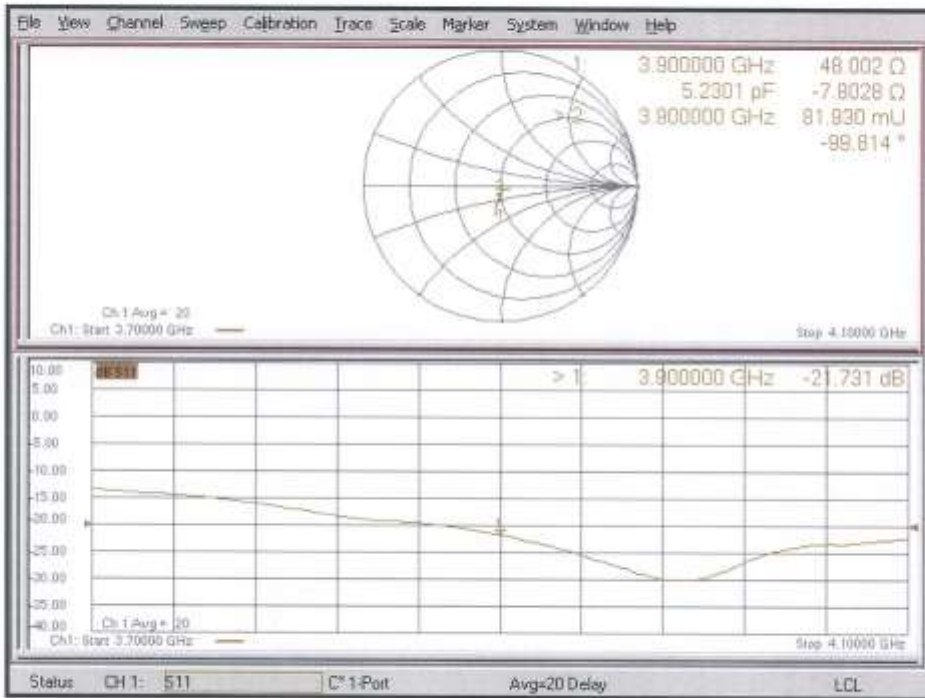 File View Channel Sweep Calibration Trace Scale Marker System Window Help
1: 3.900000 GHz 48.002 Ω
5.2301 pF -7.8028 Ω
> 2: 3.900000 GHz 81.930 mU
-99.814 °
Ch 1 Avg = 20
Ch1: Start 3.70000 GHz
Stop 4.10000 GHz
10.00
dB S11
> 1: 3.900000 GHz -21.731 dB
5.00
0.00
-5.00
-10.00
-15.00
-20.00
1
-25.00
-30.00
-35.00
-40.00
Ch 1 Avg = 20
Ch1: Start 3.70000 GHz
Stop 4.10000 GHz
Status CH 1: S11 C* 1-Port Avg=20 Delay LCL